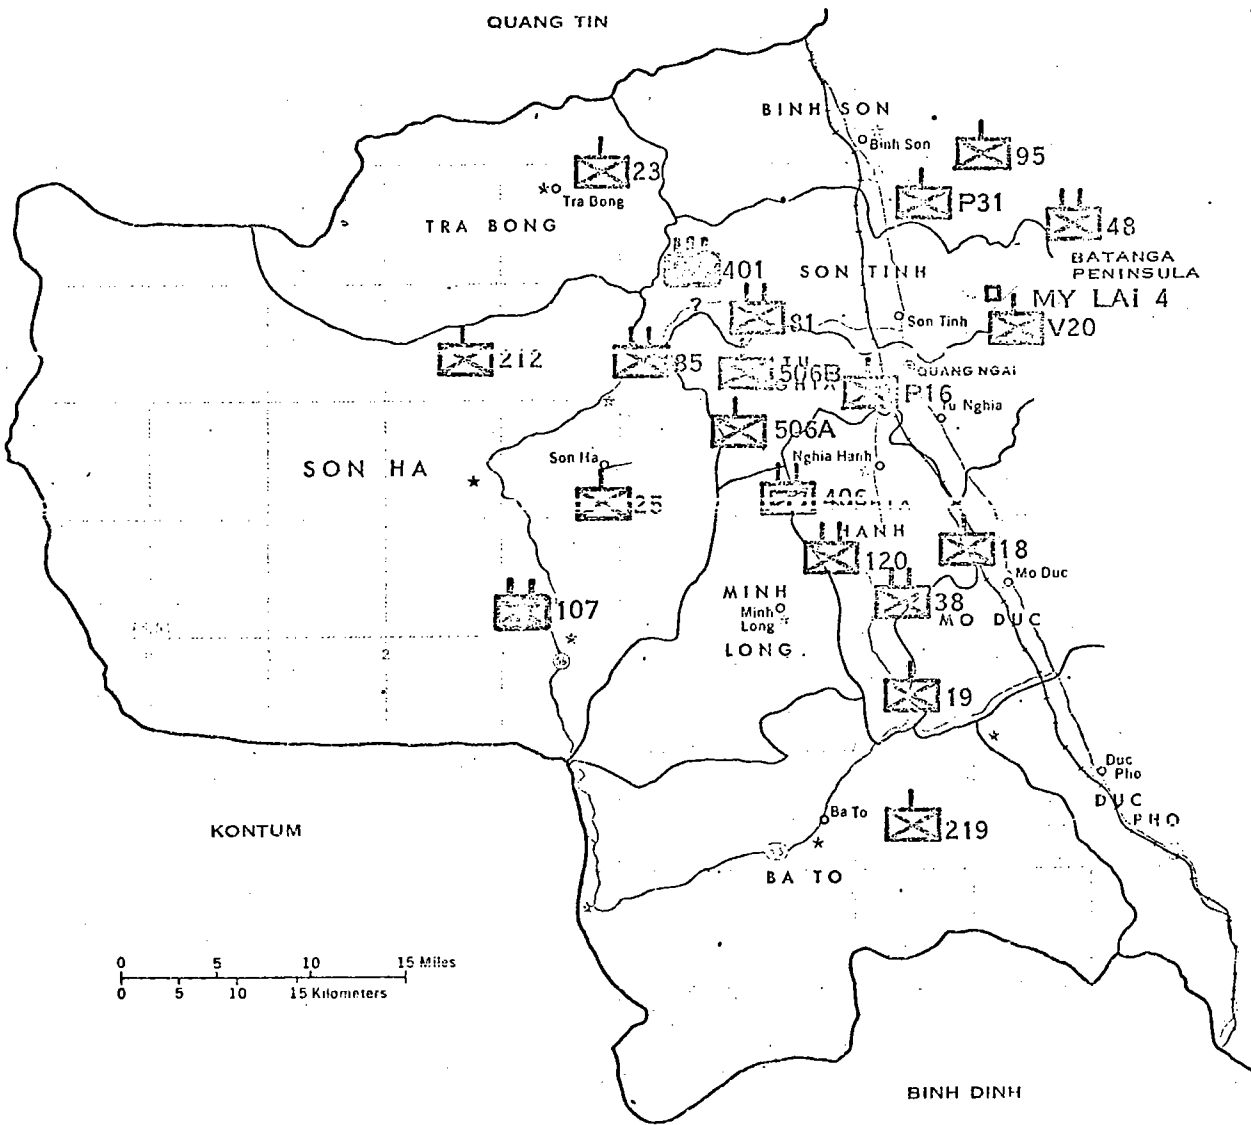 QUANG TIN
BINH SON
Binh Son
95
23
Tra Bong
P31
TRA BONG
48
BATANGA
PENINSULA
401
SON TINH
MY LAI 4
?
81
Son Tinh
V20
212
85
506B
TU
QUANG NGAI
P16
Tu Nghia
506A
SON HA
Son Ha
Nghia Hanh
25
406
HANH
120
18
Mo Duc
107
MINH
Minh
Long
LONG
38
MO DUC
2
19
Duc
Pho
DUC
PHO
KONTUM
Ba To
219
BA TO
0 5 10 15 Miles
0 5 10 15 Kilometers
BINH DINH